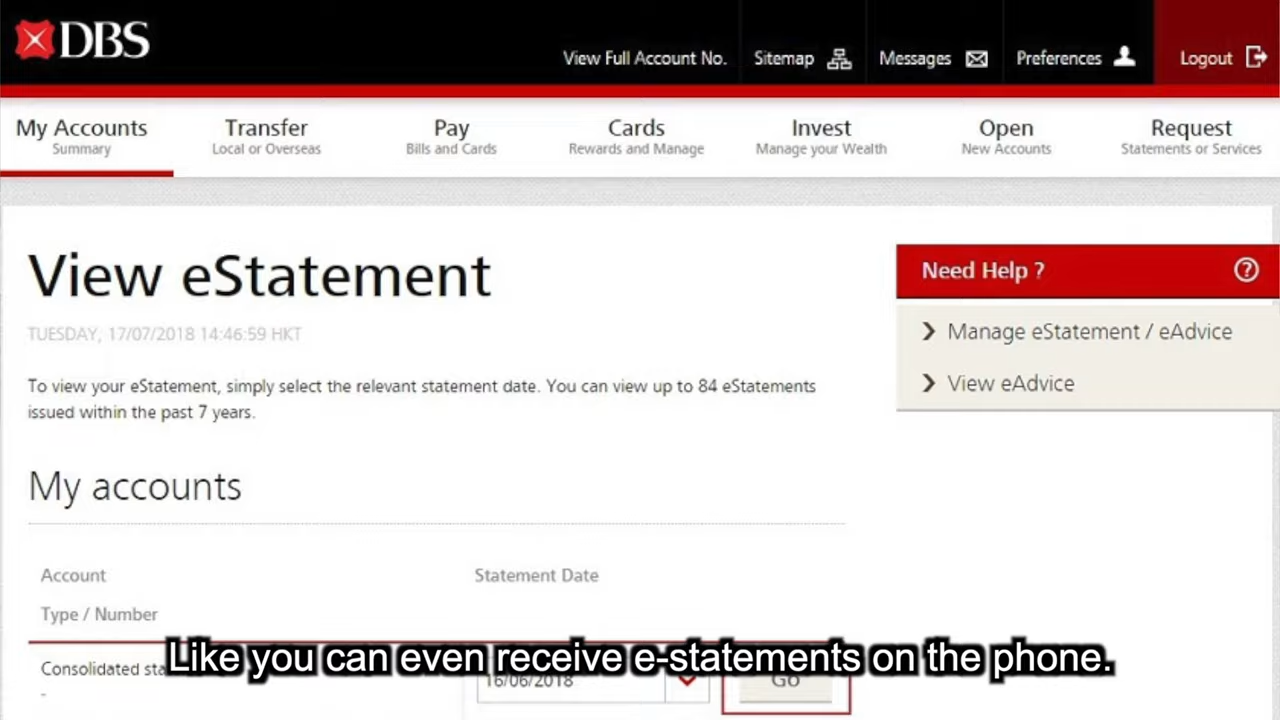 DBS
View Full Account No.
Sitemap
Messages
Preferences
Logout
My Accounts
Summary
Transfer
Local or Overseas
Pay
Bills and Cards
Cards
Rewards and Manage
Invest
Manage your Wealth
Open
New Accounts
Request
Statements or Services
View eStatement
TUESDAY, 17/07/2018 14:46:59 HKT
To view your eStatement, simply select the relevant statement date. You can view up to 84 eStatements
issued within the past 7 years.
Need Help ?
Manage eStatement / eAdvice
View eAdvice
My accounts
Account
Type / Number
Statement Date
Consolidated
-
16/06/2018
Go
Like you can even receive e-statements on the phone.